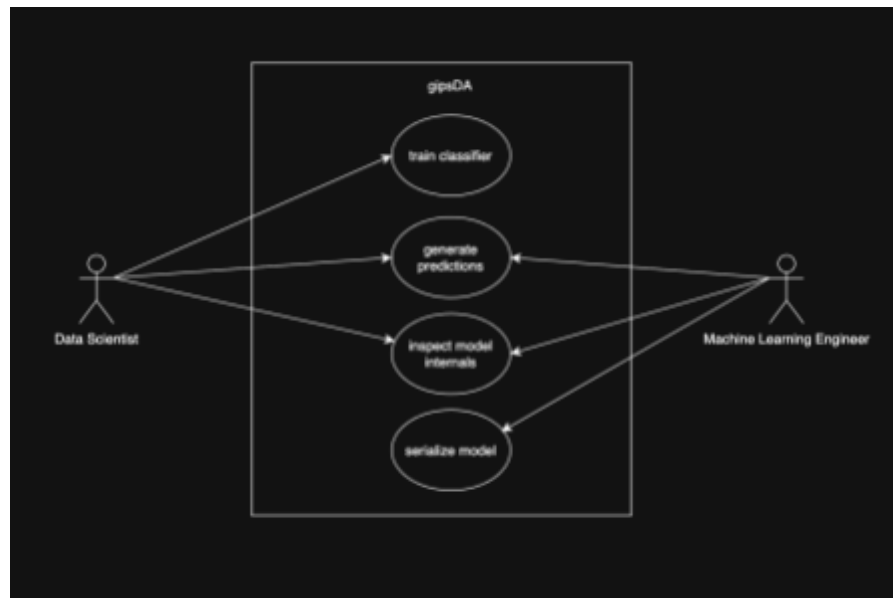 gipsDA
train classifier
generate
predictions
inspect model
internals
serialize model
Data Scientist
Machine Learning Engineer